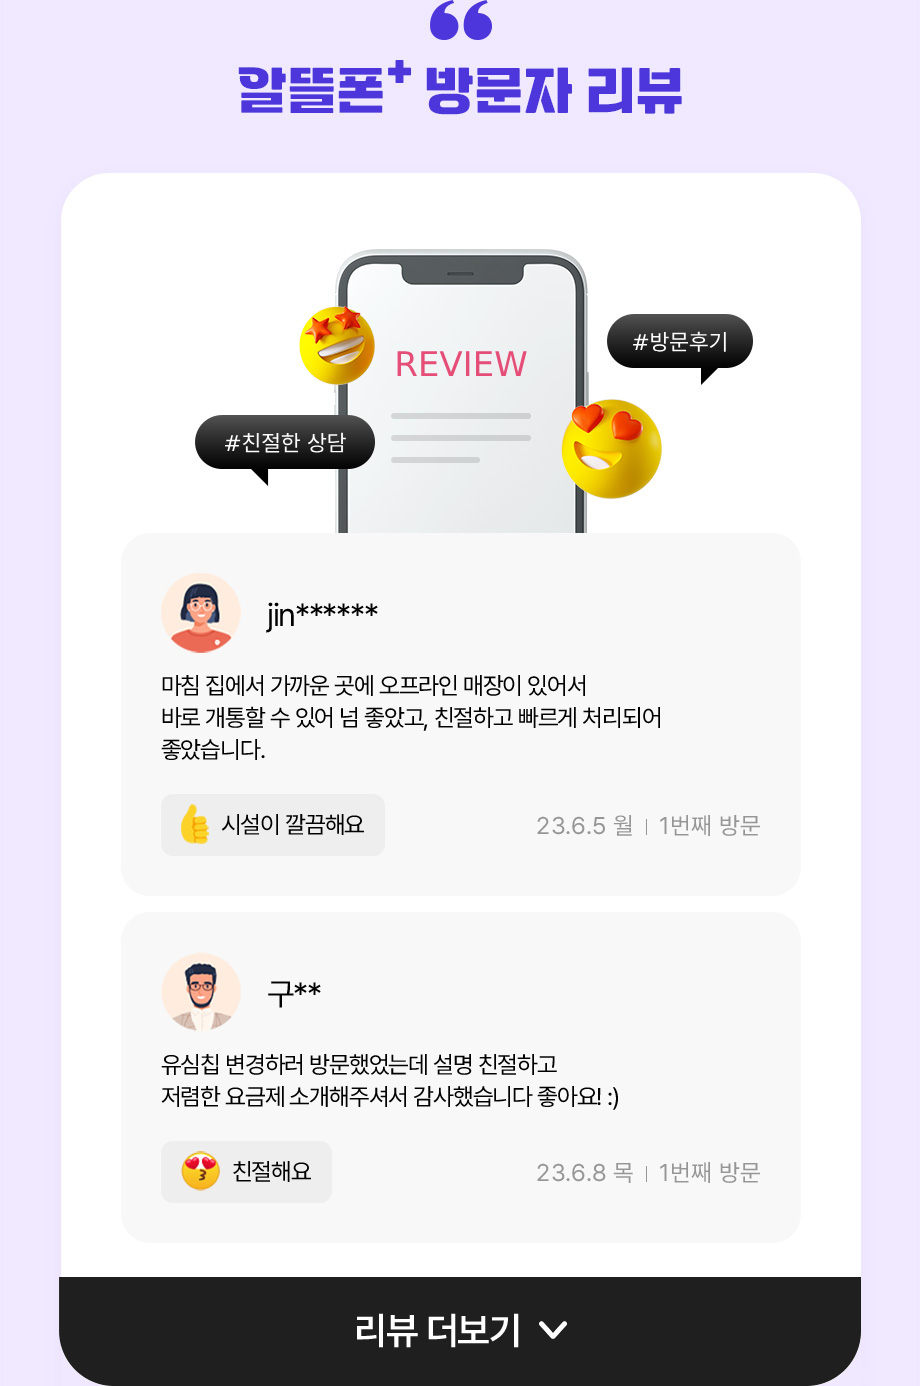 알뜰폰+ 방문자 리뷰
REVIEW
#방문후기
#친절한 상담
jin******
마침 집에서 가까운 곳에 오프라인 매장이 있어서
바로 개통할 수 있어 넘 좋았고, 친절하고 빠르게 처리되어
좋았습니다.
시설이 깔끔해요
23.6.5 월 | 1번째 방문
구**
유심칩 변경하러 방문했었는데 설명 친절하고
저렴한 요금제 소개해주셔서 감사했습니다 좋아요! :)
친절해요
23.6.8 목 | 1번째 방문
리뷰 더보기